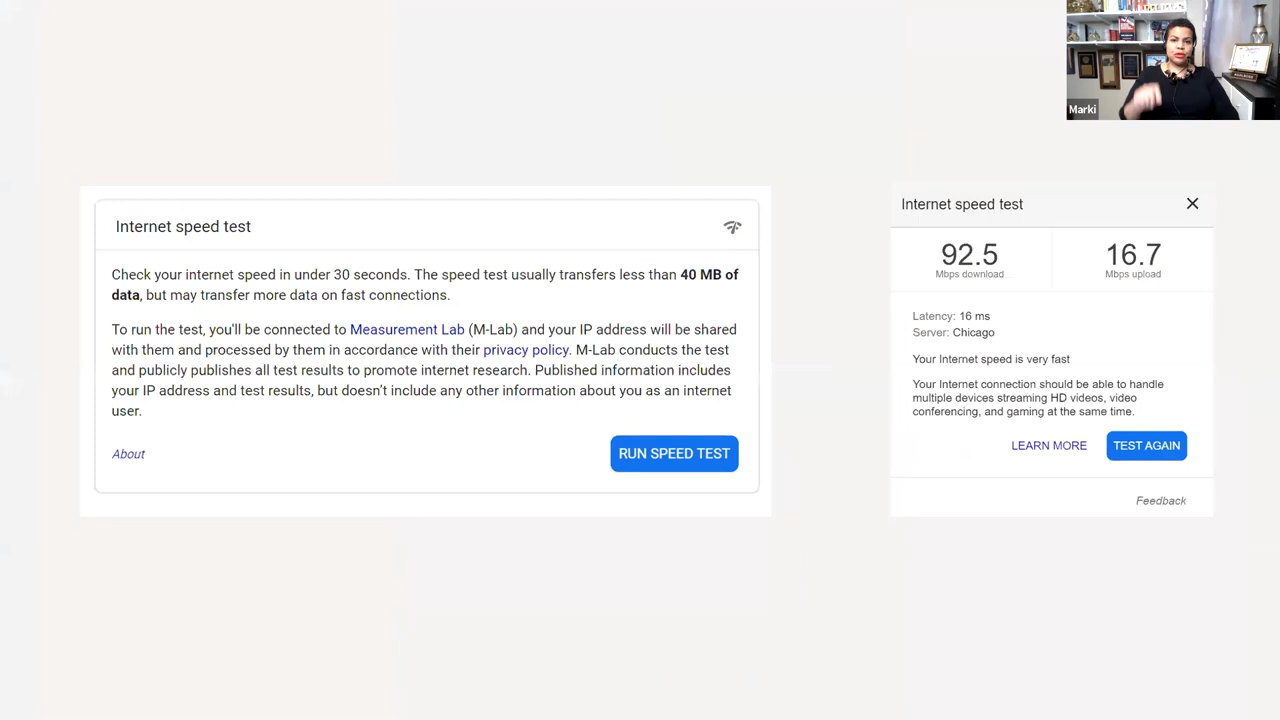 Marki
Internet speed test
Check your internet speed in under 30 seconds. The speed test usually transfers less than 40 MB of
data, but may transfer more data on fast connections.
To run the test, you'll be connected to Measurement Lab (M-Lab) and your IP address will be shared
with them and processed by them in accordance with their privacy policy. M-Lab conducts the test
and publicly publishes all test results to promote internet research. Published information includes
your IP address and test results, but doesn't include any other information about you as an internet
user.
About
RUN SPEED TEST
Internet speed test
92.5
Mbps download
16.7
Mbps upload
Latency: 16 ms
Server: Chicago
Your Internet speed is very fast
Your Internet connection should be able to handle
multiple devices streaming HD videos, video
conferencing, and gaming at the same time.
LEARN MORE
TEST AGAIN
Feedback